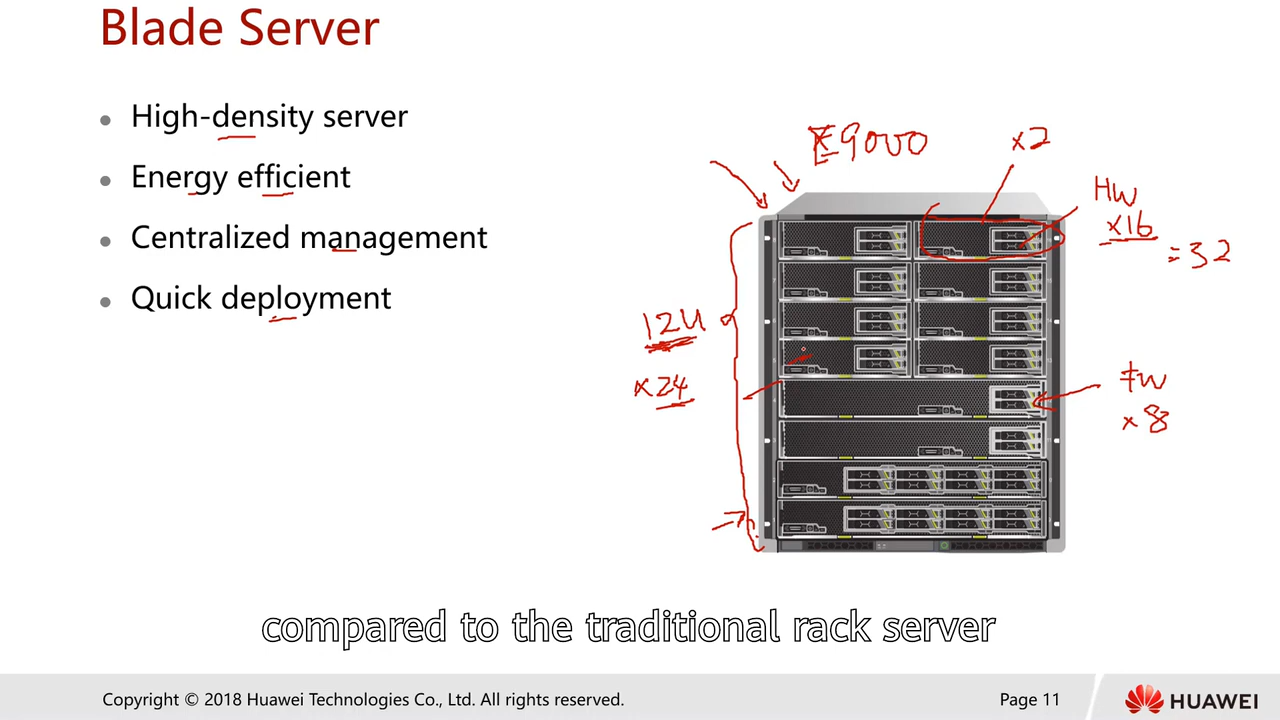 Blade Server
• High-density server
• Energy efficient
• Centralized management
• Quick deployment
E9000
x2
HW
x16
= 32
12U
x24
FW
x8
compared to the traditional rack server
Copyright © 2018 Huawei Technologies Co., Ltd. All rights reserved.
Page 11
HUAWEI